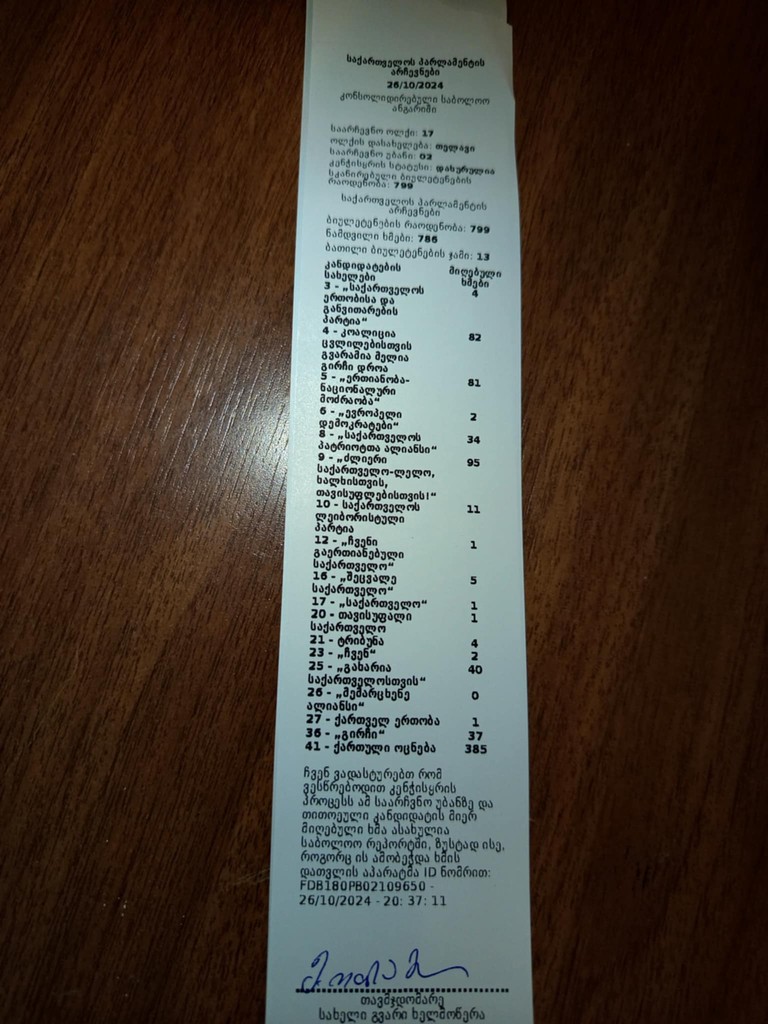 საქართველოს პარლამენტის
არჩევნები
26/10/2024
კონსოლიდირებული საბოლოო
ანგარიში
საარჩევნო ოლქი: 17
ოლქის დასახელება: თელავი
საარჩევნო უბანი: 02
კენჭისყრის სტატუსი: დახურულია
სკანირებული ბიულეტენების
რაოდენობა: 799
საქართველოს პარლამენტის
არჩევნები
ბიულეტენების რაოდენობა: 799
ნამდვილი ხმები: 786
ბათილი ბიულეტენების ჯამი: 13
კანდიდატების მიღებული
სახელები ხმები
3 - „საქართველოს 4
ერთობისა და
განვითარების
პარტია“
4 - კოალიცია 82
ცვლილებისთვის
გვარამია მელია
გირჩი დროა
5 - „ერთიანობა- 81
ნაციონალური
მოძრაობა“
6 - „ევროპელი 2
დემოკრატები“
8 - „საქართველოს 34
პატრიოტთა ალიანსი“
9 - „ძლიერი 95
საქართველო-ლელო,
ხალხისთვის,
თავისუფლებისთვის!“
10 - საქართველოს 11
ლეიბორისტული
პარტია
12 - „ჩვენი 1
გაერთიანებული
საქართველო“
16 - „შეცვალე 5
საქართველო“
17 - „საქართველო“ 1
20 - თავისუფალი 1
საქართველო
21 - ტრიბუნა 4
23 - „ჩვენ“ 2
25 - „გახარია 40
საქართველოსთვის“
26 - „მემარცხენე 0
ალიანსი“
27 - ქართველ ერთობა 1
36 - „გირჩი“ 37
41 - ქართული ოცნება 385
ჩვენ ვადასტურებთ რომ
ვესწრებოდით კენჭისყრის
პროცესს ამ საარჩვნო უბანზე და
თითოეული კანდიდატის მიერ
მიღებული ხმა ასახულია
საბოლოო რეპორტში, ზუსტად ისე,
როგორც ის ამობეჭდა ხმის
დათვლის აპარატმა ID ნომრით:
FDB180PB02109650 -
26/10/2024 - 20: 37: 11
თავმჯდომარე
სახელი გვარი ხელმოწერა